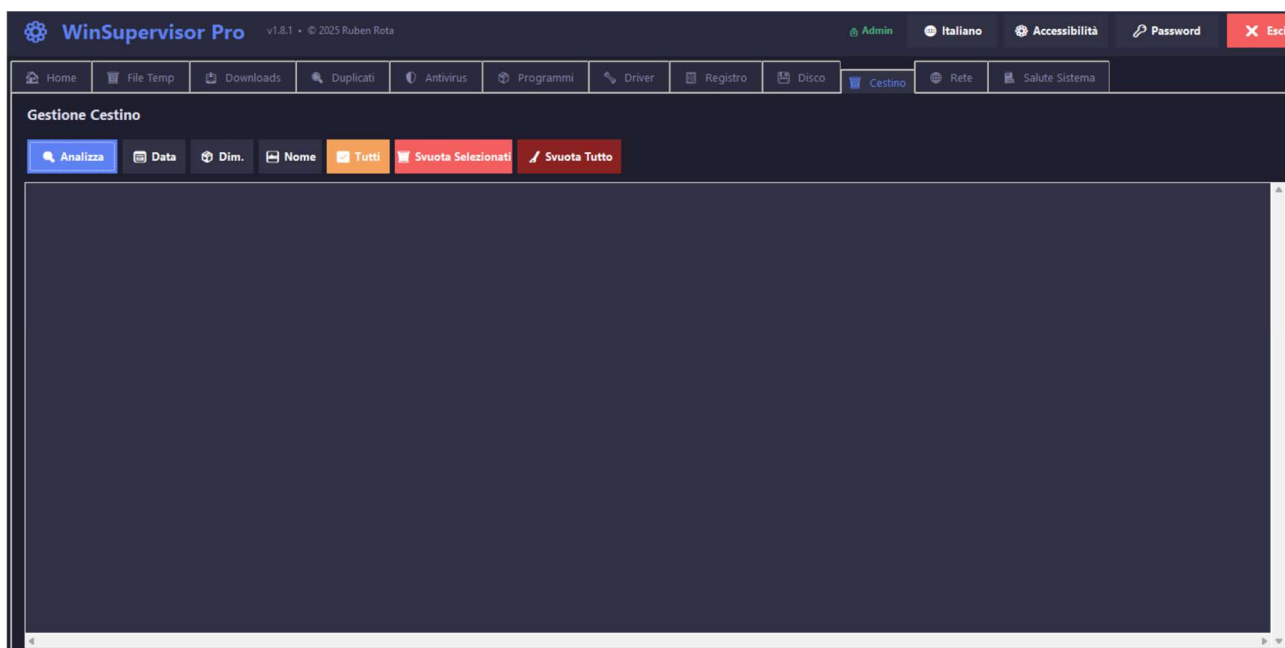 WinSupervisor Pro v1.8.1 • © 2025 Ruben Rota Admin Italiano Accessibilità Password Esci
Home File Temp Downloads Duplicati Antivirus Programmi Driver Registro Disco Cestino Rete Salute Sistema
Gestione Cestino
Analizza Data Dim. Nome Tutti Svuota Selezionati Svuota Tutto